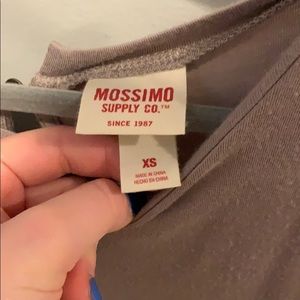 MOSSIMO
SUPPLY CO.™
SINCE 1987
XS
MADE IN CHINA
HECHO EN CHINA